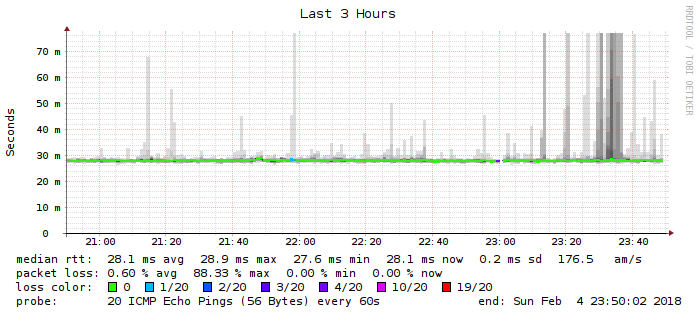 Last 3 Hours
RRDTOOL / TOBI OETIKER
Seconds
70 m
60 m
50 m
40 m
30 m
20 m
10 m
0
21:00 21:20 21:40 22:00 22:20 22:40 23:00 23:20 23:40
median rtt: 28.1 ms avg 28.9 ms max 27.6 ms min 28.1 ms now 0.2 ms sd 176.5 am/s
packet loss: 0.60 % avg 88.33 % max 0.00 % min 0.00 % now
loss color: 0 1/20 2/20 3/20 4/20 10/20 19/20
probe: 20 ICMP Echo Pings (56 Bytes) every 60s end: Sun Feb 4 23:50:02 2018